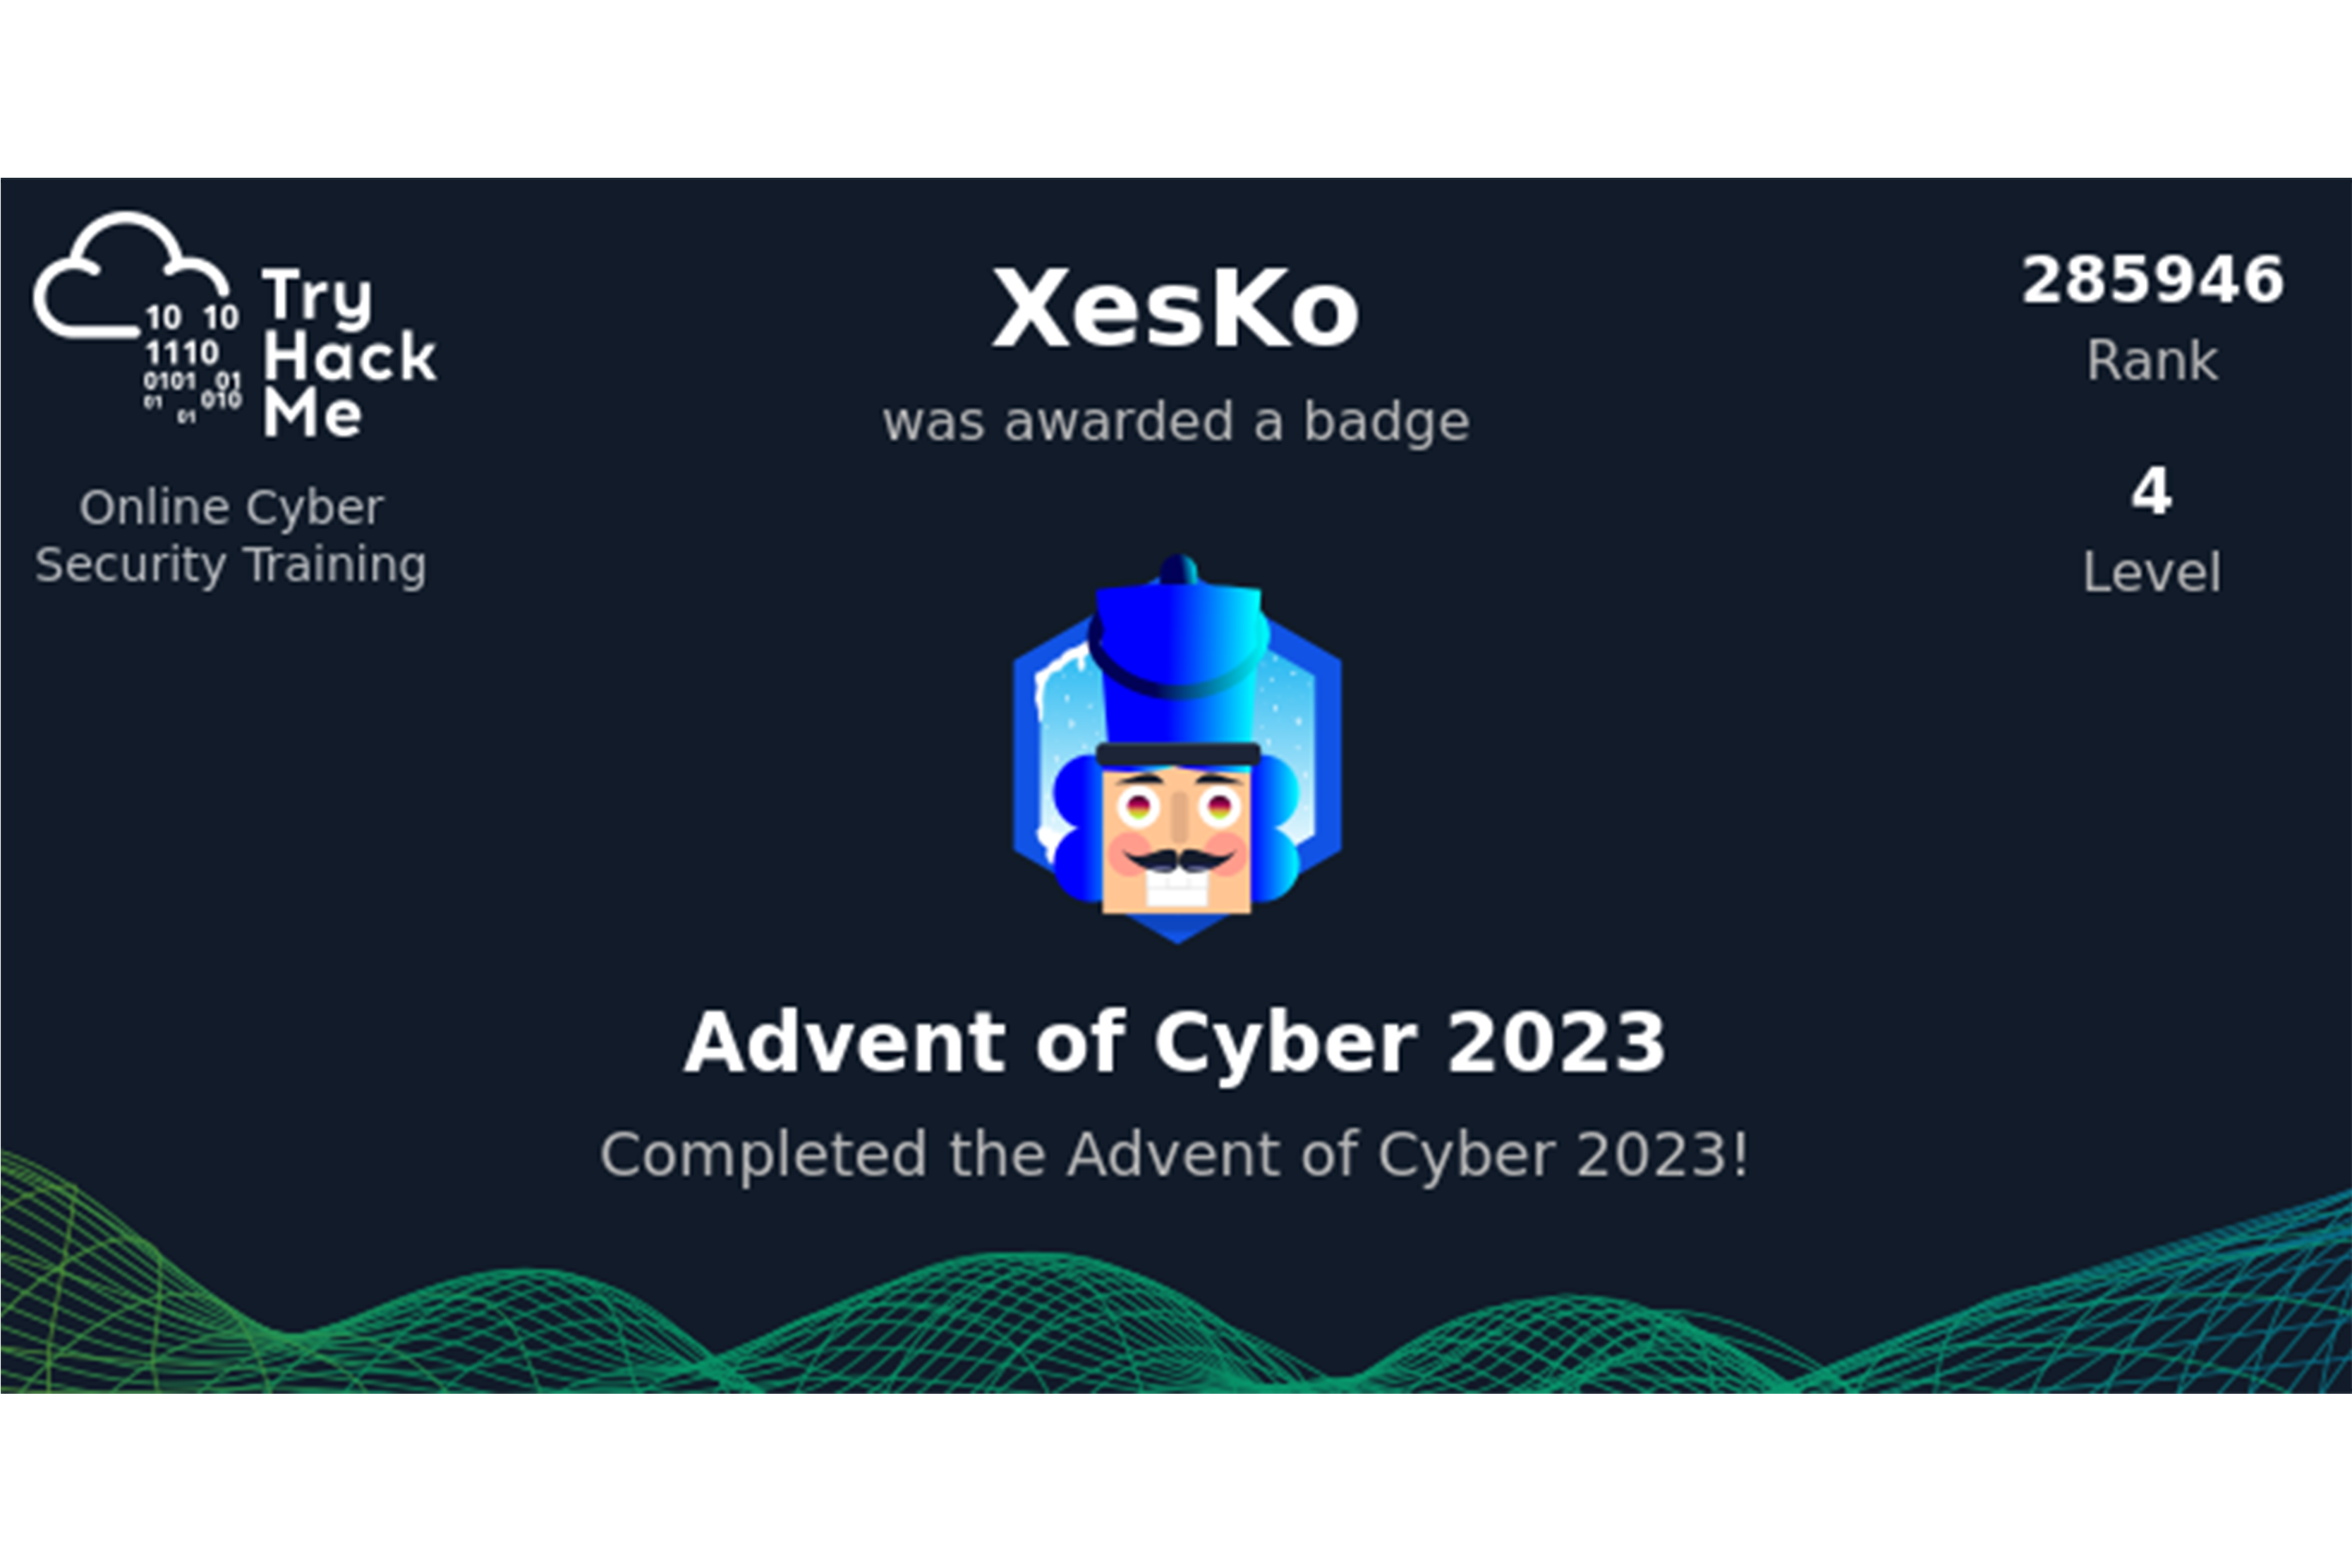 10 10
1110
0101 01
01 010
01
Try
Hack
Me
Online Cyber
Security Training
XesKo
was awarded a badge
285946
Rank
4
Level
Advent of Cyber 2023
Completed the Advent of Cyber 2023!